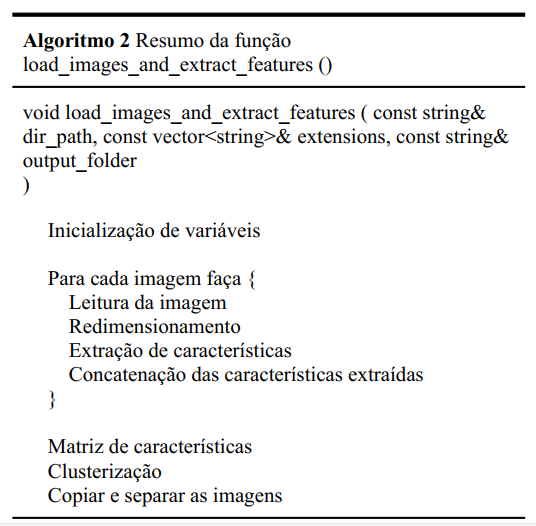 Algoritmo 2 Resumo da função
load_images_and_extract_features ()
void load_images_and_extract_features ( const string&
dir_path, const vector<string>& extensions, const string&
output_folder
)
Inicialização de variáveis
Para cada imagem faça {
Leitura da imagem
Redimensionamento
Extração de características
Concatenação das características extraídas
}
Matriz de características
Clusterização
Copiar e separar as imagens